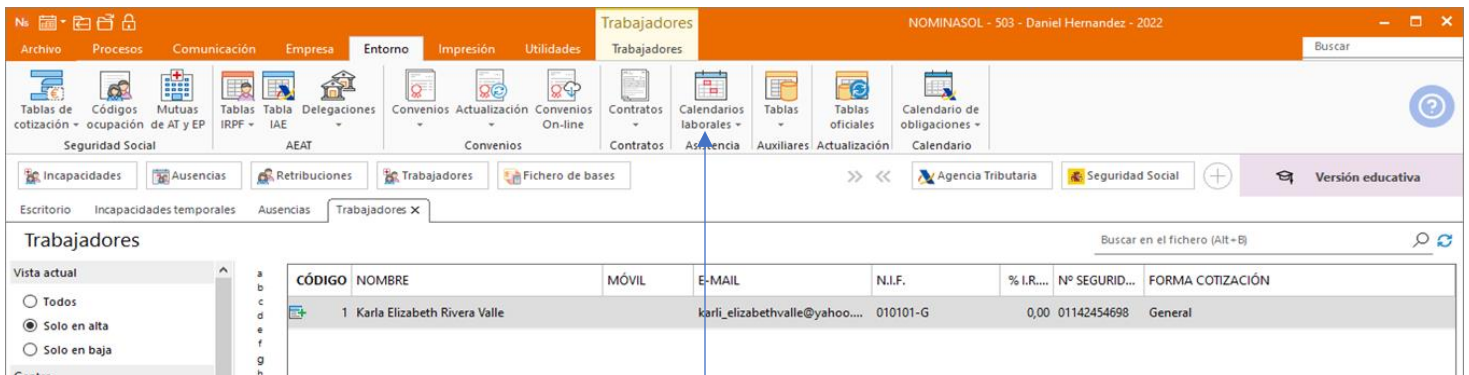 Ns
Trabajadores
NOMINASOL - 503 - Daniel Hernandez - 2022
Archivo Procesos Comunicación Empresa Entorno Impresión Utilidades Trabajadores Buscar
Tablas de cotización
Códigos ocupación
Mutuas de AT y EP
Tablas IRPF
Tabla IAE
Delegaciones
Convenios
Actualización
Convenios On-line
Contratos
Calendarios laborales
Tablas
Tablas oficiales
Calendario de obligaciones
Seguridad Social AEAT Convenios Contratos Asistencia Auxiliares Actualización Calendario
Incapacidades Ausencias Retribuciones Trabajadores Fichero de bases Agencia Tributaria Seguridad Social Versión educativa
Escritorio Incapacidades temporales Ausencias Trabajadores X
Trabajadores
Buscar en el fichero (Alt+B)
Vista actual
Todos
Solo en alta
Solo en baja
a
b
c
d
e
f
g
h
CÓDIGO NOMBRE MÓVIL E-MAIL N.I.F. % I.R.... Nº SEGURID... FORMA COTIZACIÓN
1 Karla Elizabeth Rivera Valle karli_elizabethvalle@yahoo.... 010101-G 0,00 01142454698 General